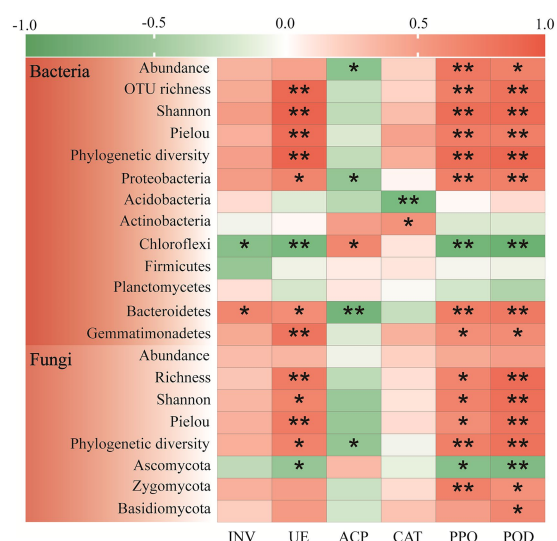 -1.0 -0.5 0.0 0.5 1.0
Bacteria Abundance * ** *
OTU richness ** ** **
Shannon ** ** **
Pielou ** ** **
Phylogenetic diversity ** ** **
Proteobacteria * * ** **
Acidobacteria **
Actinobacteria *
Chloroflexi * ** * ** **
Firmicutes
Planctomycetes
Bacteroidetes * * ** ** **
Gemmatimonadetes ** * *
Fungi Abundance
Richness ** * **
Shannon * * **
Pielou ** * **
Phylogenetic diversity * * ** **
Ascomycota * * **
Zygomycota ** *
Basidiomycota *
INV UE ACP CAT PPO POD